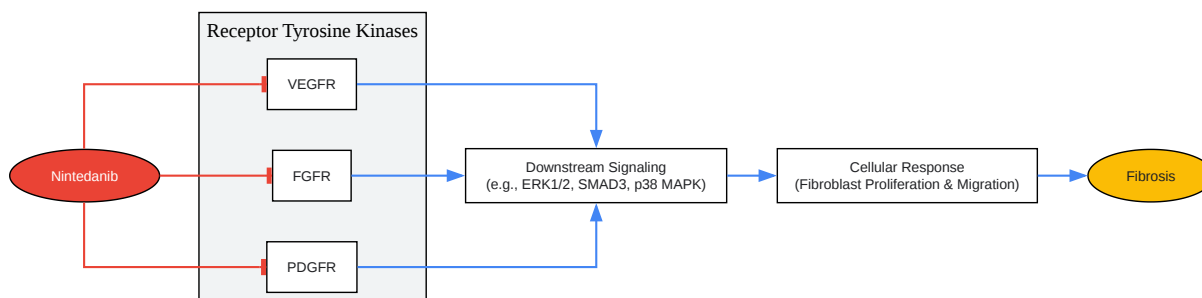 Receptor Tyrosine Kinases
VEGFR
Nintedanib
FGFR
Downstream Signaling
(e.g., ERK1/2, SMAD3, p38 MAPK)
Cellular Response
(Fibroblast Proliferation & Migration)
Fibrosis
PDGFR